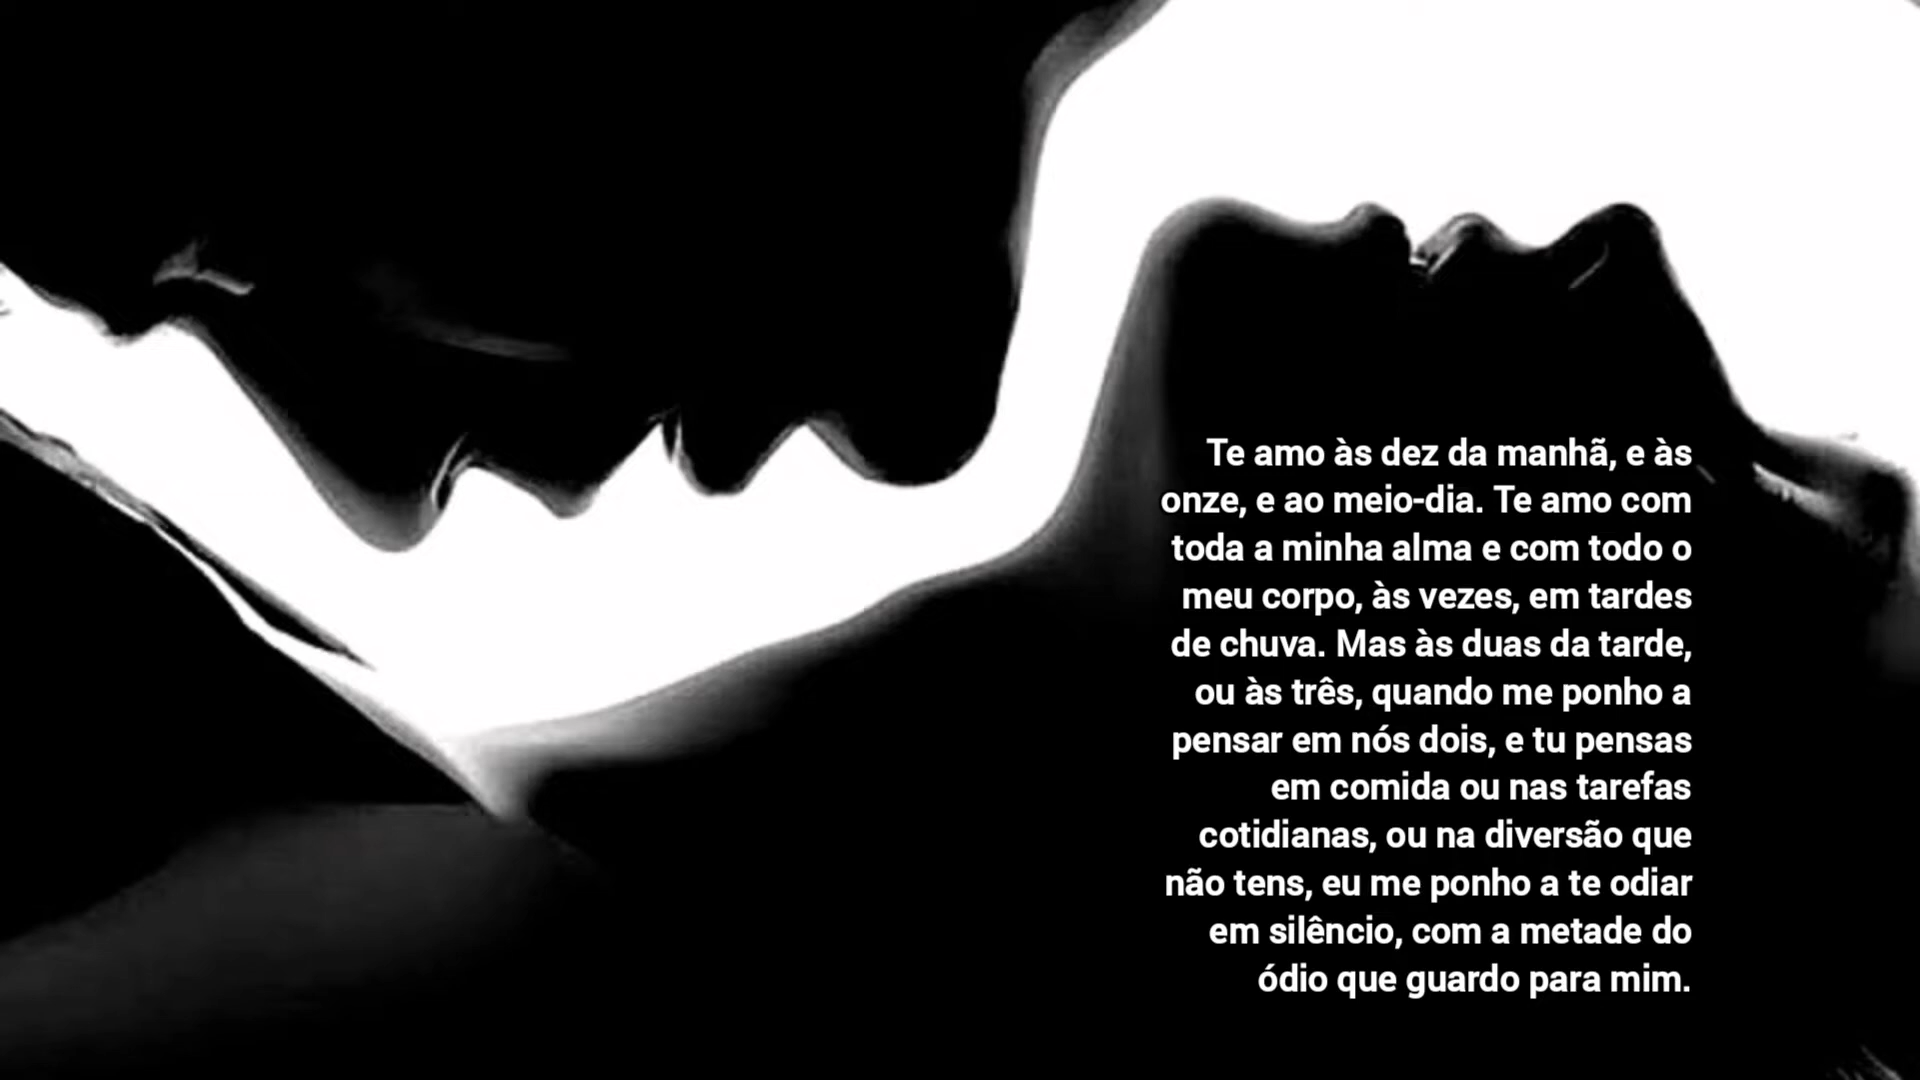 Te amo às dez da manhã, e às
onze, e ao meio-dia. Te amo com
toda a minha alma e com todo o
meu corpo, às vezes, em tardes
de chuva. Mas às duas da tarde,
ou às três, quando me ponho a
pensar em nós dois, e tu pensas
em comida ou nas tarefas
cotidianas, ou na diversão que
não tens, eu me ponho a te odiar
em silêncio, com a metade do
ódio que guardo para mim.